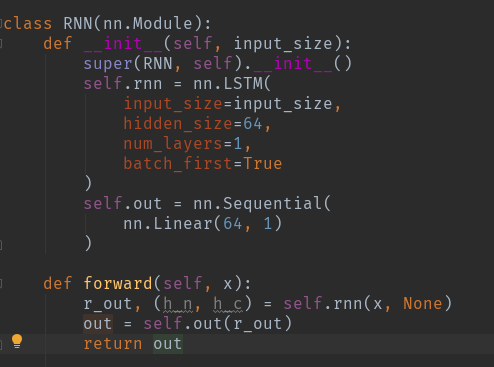 class RNN(nn.Module):
    def __init__(self, input_size):
        super(RNN, self).__init__()
        self.rnn = nn.LSTM(
            input_size=input_size,
            hidden_size=64,
            num_layers=1,
            batch_first=True
        )
        self.out = nn.Sequential(
            nn.Linear(64, 1)
        )

    def forward(self, x):
        r_out, (h_n, h_c) = self.rnn(x, None)
        out = self.out(r_out)
        return out